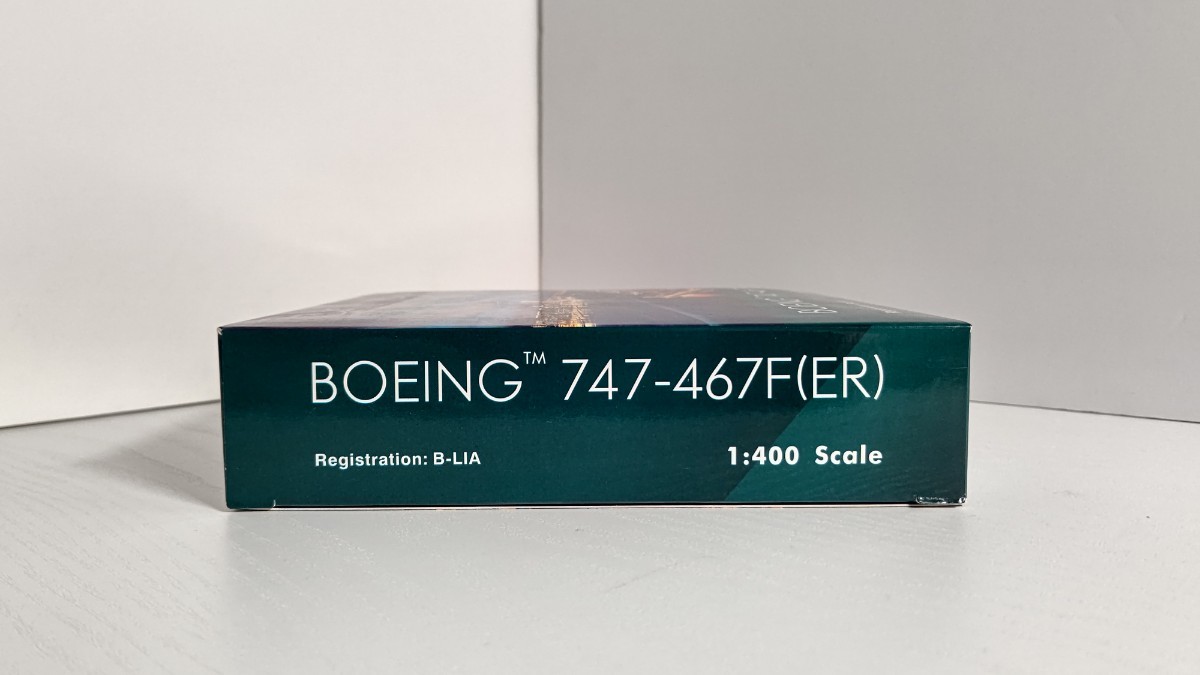 BOEING™ 747-467F(ER)
Registration: B-LIA
1:400 Scale